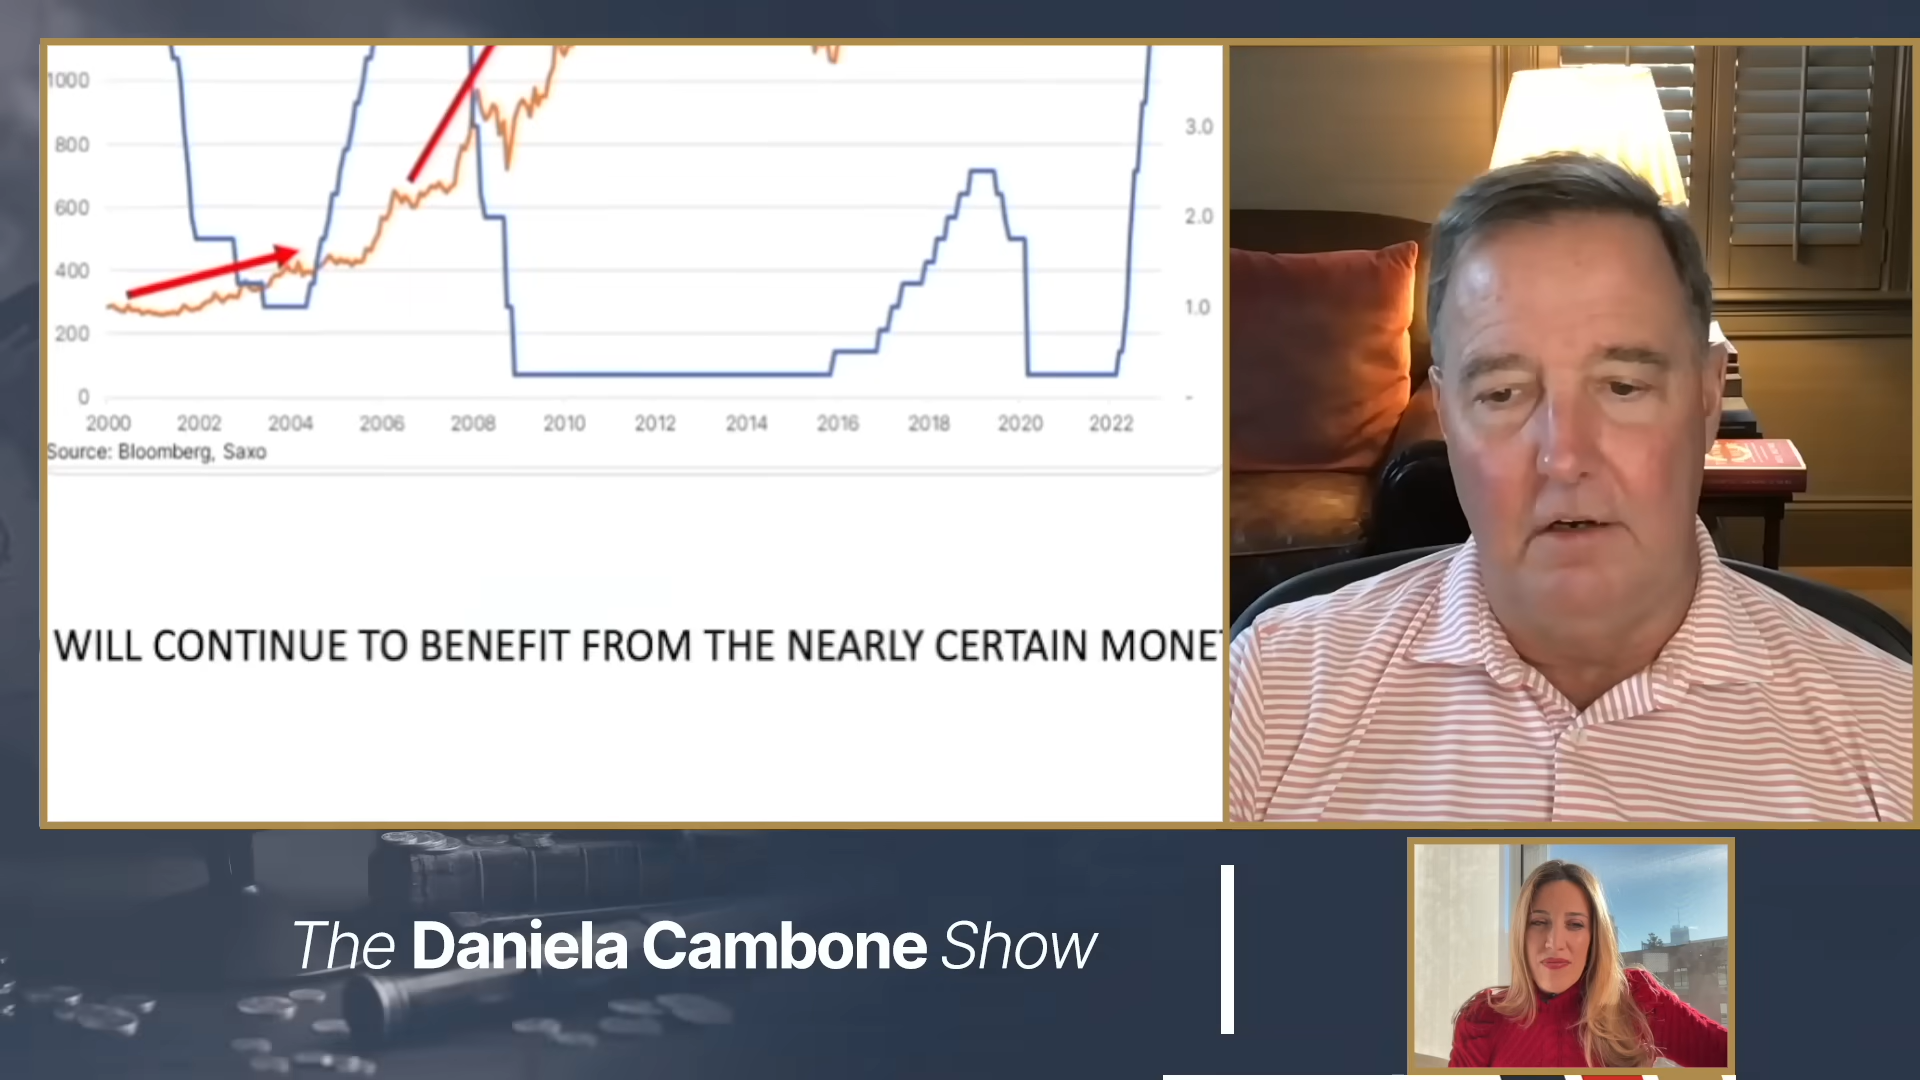 1000
800
600
400
200
0
3.0
2.0
1.0
-
2000 2002 2004 2006 2008 2010 2012 2014 2016 2018 2020 2022
Source: Bloomberg, Saxo
WILL CONTINUE TO BENEFIT FROM THE NEARLY CERTAIN MONE
The Daniela Cambone Show